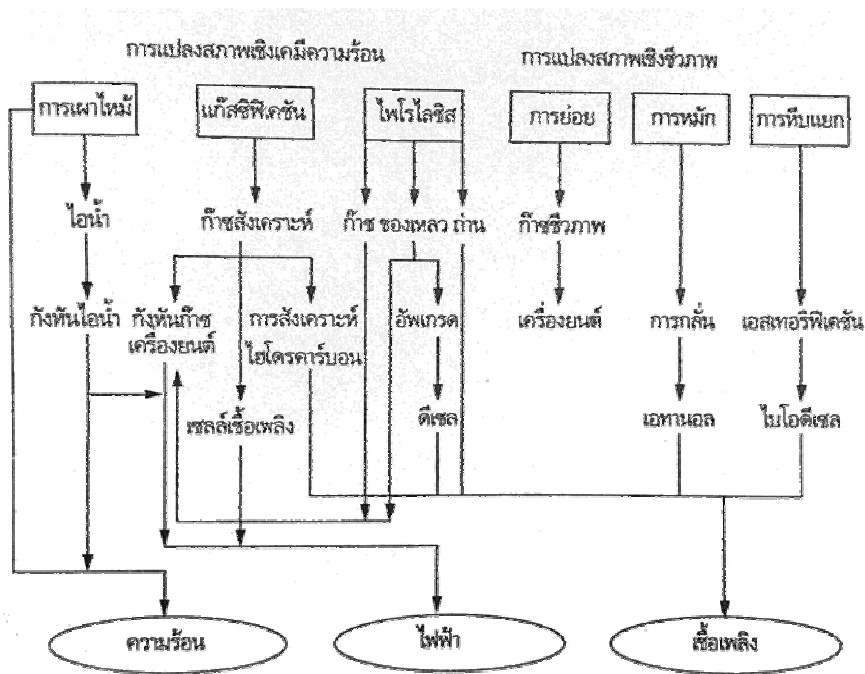 การแปลงสภาพเชิงเคมีความร้อน
การแปลงสภาพเชิงชีวภาพ
การเผาไหม้
แก๊สซิฟิเคชัน
ไพโรไลซิส
การย่อย
การหมัก
การหีบแยก
ไอน้ำ
ก๊าซสังเคราะห์
ก๊าซ ของเหลว ถ่าน
ก๊าซชีวภาพ
กังหันไอน้ำ
กังหันก๊าซ
เครื่องยนต์
การสังเคราะห์
ไฮโดรคาร์บอน
อัพเกรด
เครื่องยนต์
การกลั่น
เอสเทอริฟิเคชัน
เซลล์เชื้อเพลิง
ดีเซล
เอทานอล
ไบโอดีเซล
ความร้อน
ไฟฟ้า
เชื้อเพลิง